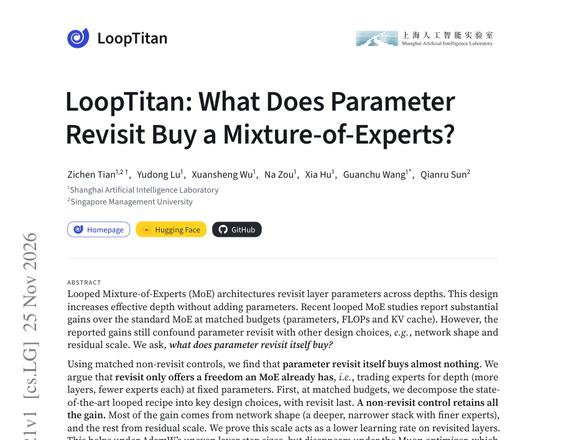 LoopTitan
上海人工智能实验室
Shanghai Artificial Intelligence Laboratory
LoopTitan: What Does Parameter
Revisit Buy a Mixture-of-Experts?
Zichen Tian1,2 †, Yudong Lu1, Xuansheng Wu1, Na Zou1, Xia Hu1, Guanchu Wang1*, Qianru Sun2
1Shanghai Artificial Intelligence Laboratory
2Singapore Management University
Homepage Hugging Face GitHub
ABSTRACT
Looped Mixture-of-Experts (MoE) architectures revisit layer parameters across depths. This design
increases effective depth without adding parameters. Recent looped MoE studies report substantial
gains over the standard MoE at matched budgets (parameters, FLOPs and KV cache). However, the
reported gains still confound parameter revisit with other design choices, e.g., network shape and
residual scale. We ask, what does parameter revisit itself buy?
Using matched non-revisit controls, we find that parameter revisit itself buys almost nothing. We
argue that revisit only offers a freedom an MoE already has, i.e., trading experts for depth (more
layers, fewer experts each) at fixed parameters. First, at matched budgets, we decompose the state-
of-the-art looped recipe into key design choices, with revisit last. A non-revisit control retains all
the gain. Most of the gain comes from network shape (a deeper, narrower stack with finer experts),
and the rest from residual scale. We prove this scale acts as a lower learning rate on revisited layers.
1v1 [cs.LG] 25 Nov 2026